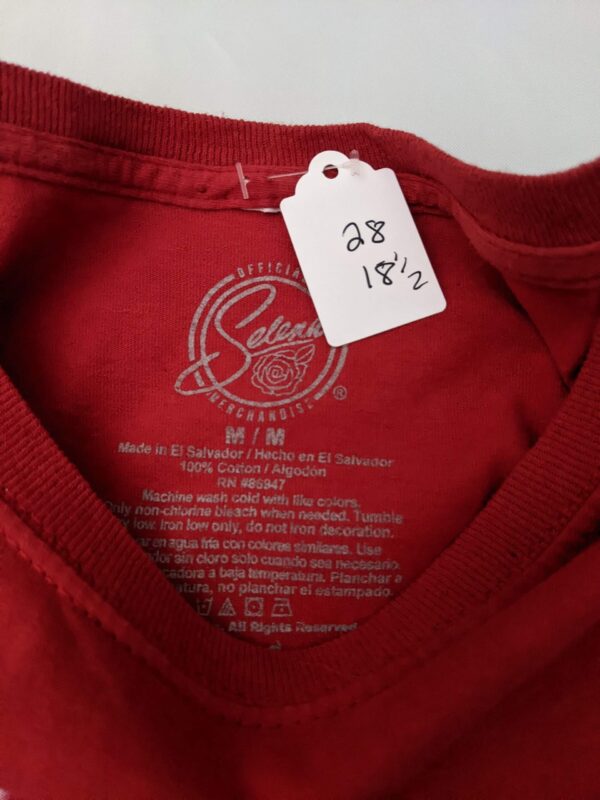 28
18 1/2
OFFICIAL
Selena
MERCHANDISE ®
M / M
Made in El Salvador / Hecho en El Salvador
100% Cotton / Algodón
RN #86947
Machine wash cold with like colors.
Only non-chlorine bleach when needed. Tumble
low. Iron low only, do not iron decoration.
en agua fría con colores similares. Use
sin cloro solo cuando sea necesario.
a baja temperatura. Planchar a
no planchar el estampado.
All Rights Reserved